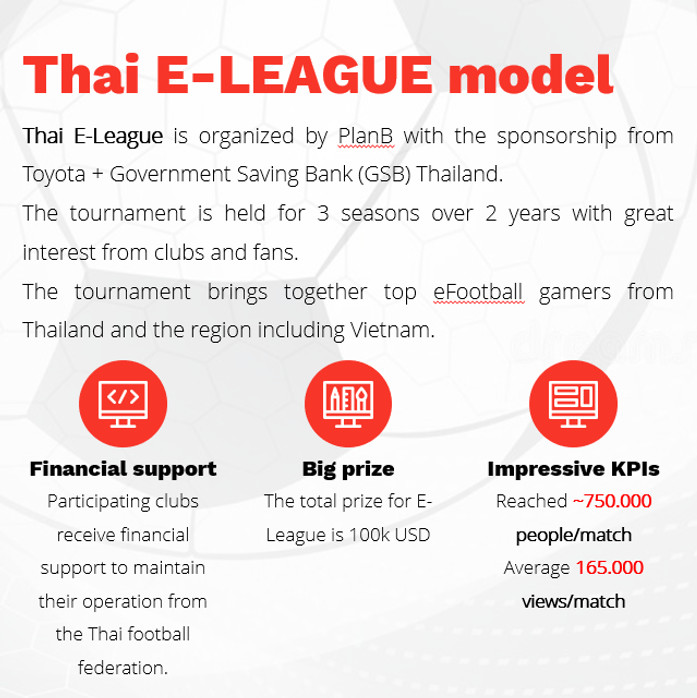 Thai E-LEAGUE model
Thai E-League is organized by PlanB with the sponsorship from
Toyota + Government Saving Bank (GSB) Thailand.
The tournament is held for 3 seasons over 2 years with great
interest from clubs and fans.
The tournament brings together top eFootball gamers from
Thailand and the region including Vietnam.
Financial support
Participating clubs
receive financial
support to maintain
their operation from
the Thai football
federation.
Big prize
The total prize for E-
League is 100k USD
Impressive KPIs
Reached ~750.000
people/match
Average 165.000
views/match